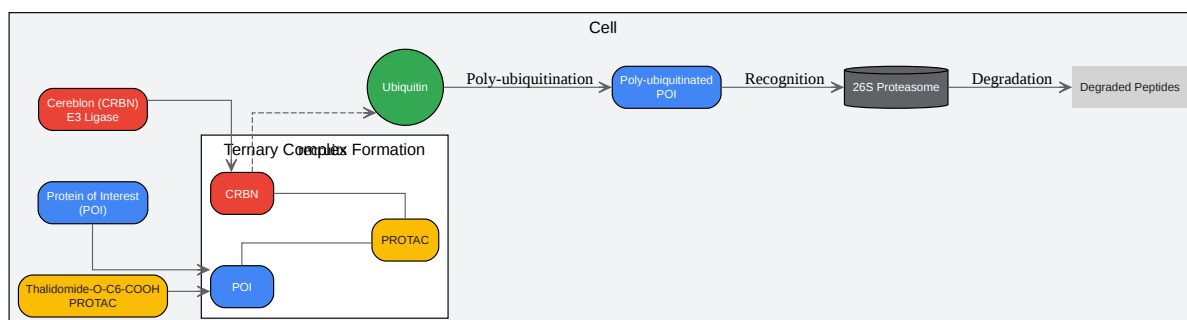 Cell
Ubiquitin
Poly-ubiquitination
Poly-ubiquitinated
POI
Recognition
26S Proteasome
Degradation
Degraded Peptides
Cereblon (CRBN)
E3 Ligase
Ternary Complex Formation
recruits
CRBN
Protein of Interest
(POI)
PROTAC
POI
Thalidomide-O-C6-COOH
PROTAC